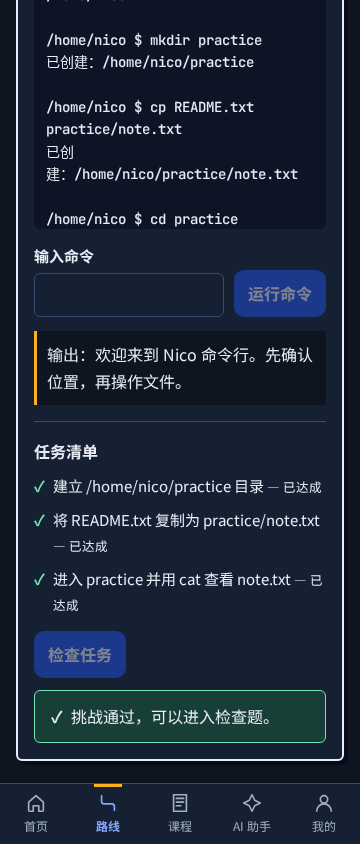 /home/nico $ mkdir practice
已创建：/home/nico/practice
/home/nico $ cp README.txt
practice/note.txt
已创
建：/home/nico/practice/note.txt
/home/nico $ cd practice
输入命令
运行命令
输出：欢迎来到 Nico 命令行。先确认
位置，再操作文件。
任务清单
✓ 建立 /home/nico/practice 目录 — 已达成
✓ 将 README.txt 复制为 practice/note.txt
— 已达成
✓ 进入 practice 并用 cat 查看 note.txt — 已
达成
检查任务
✓ 挑战通过，可以进入检查题。
首页 路线 课程 AI 助手 我的